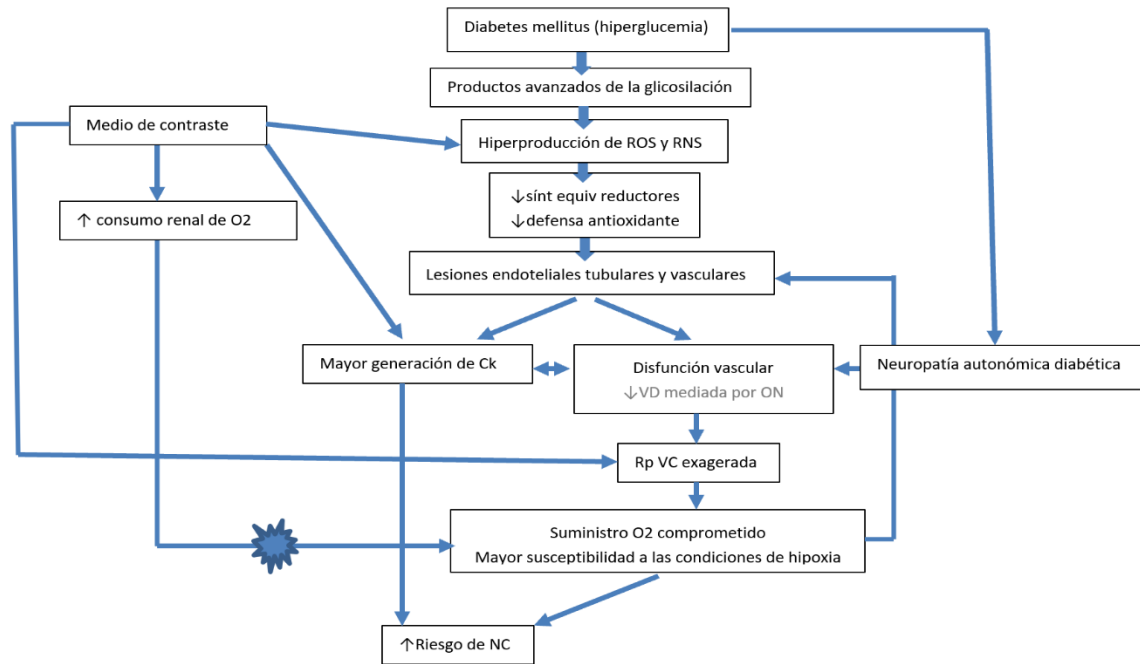 Diabetes mellitus (hiperglucemia)
Productos avanzados de la glicosilación
Medio de contraste
Hiperproducción de ROS y RNS
↑ consumo renal de O2
↓sínt equiv reductores
↓defensa antioxidante
Lesiones endoteliales tubulares y vasculares
Mayor generación de Ck
Disfunción vascular
↓VD mediada por ON
Neuropatía autonómica diabética
Rp VC exagerada
Suministro O2 comprometido
Mayor susceptibilidad a las condiciones de hipoxia
↑Riesgo de NC